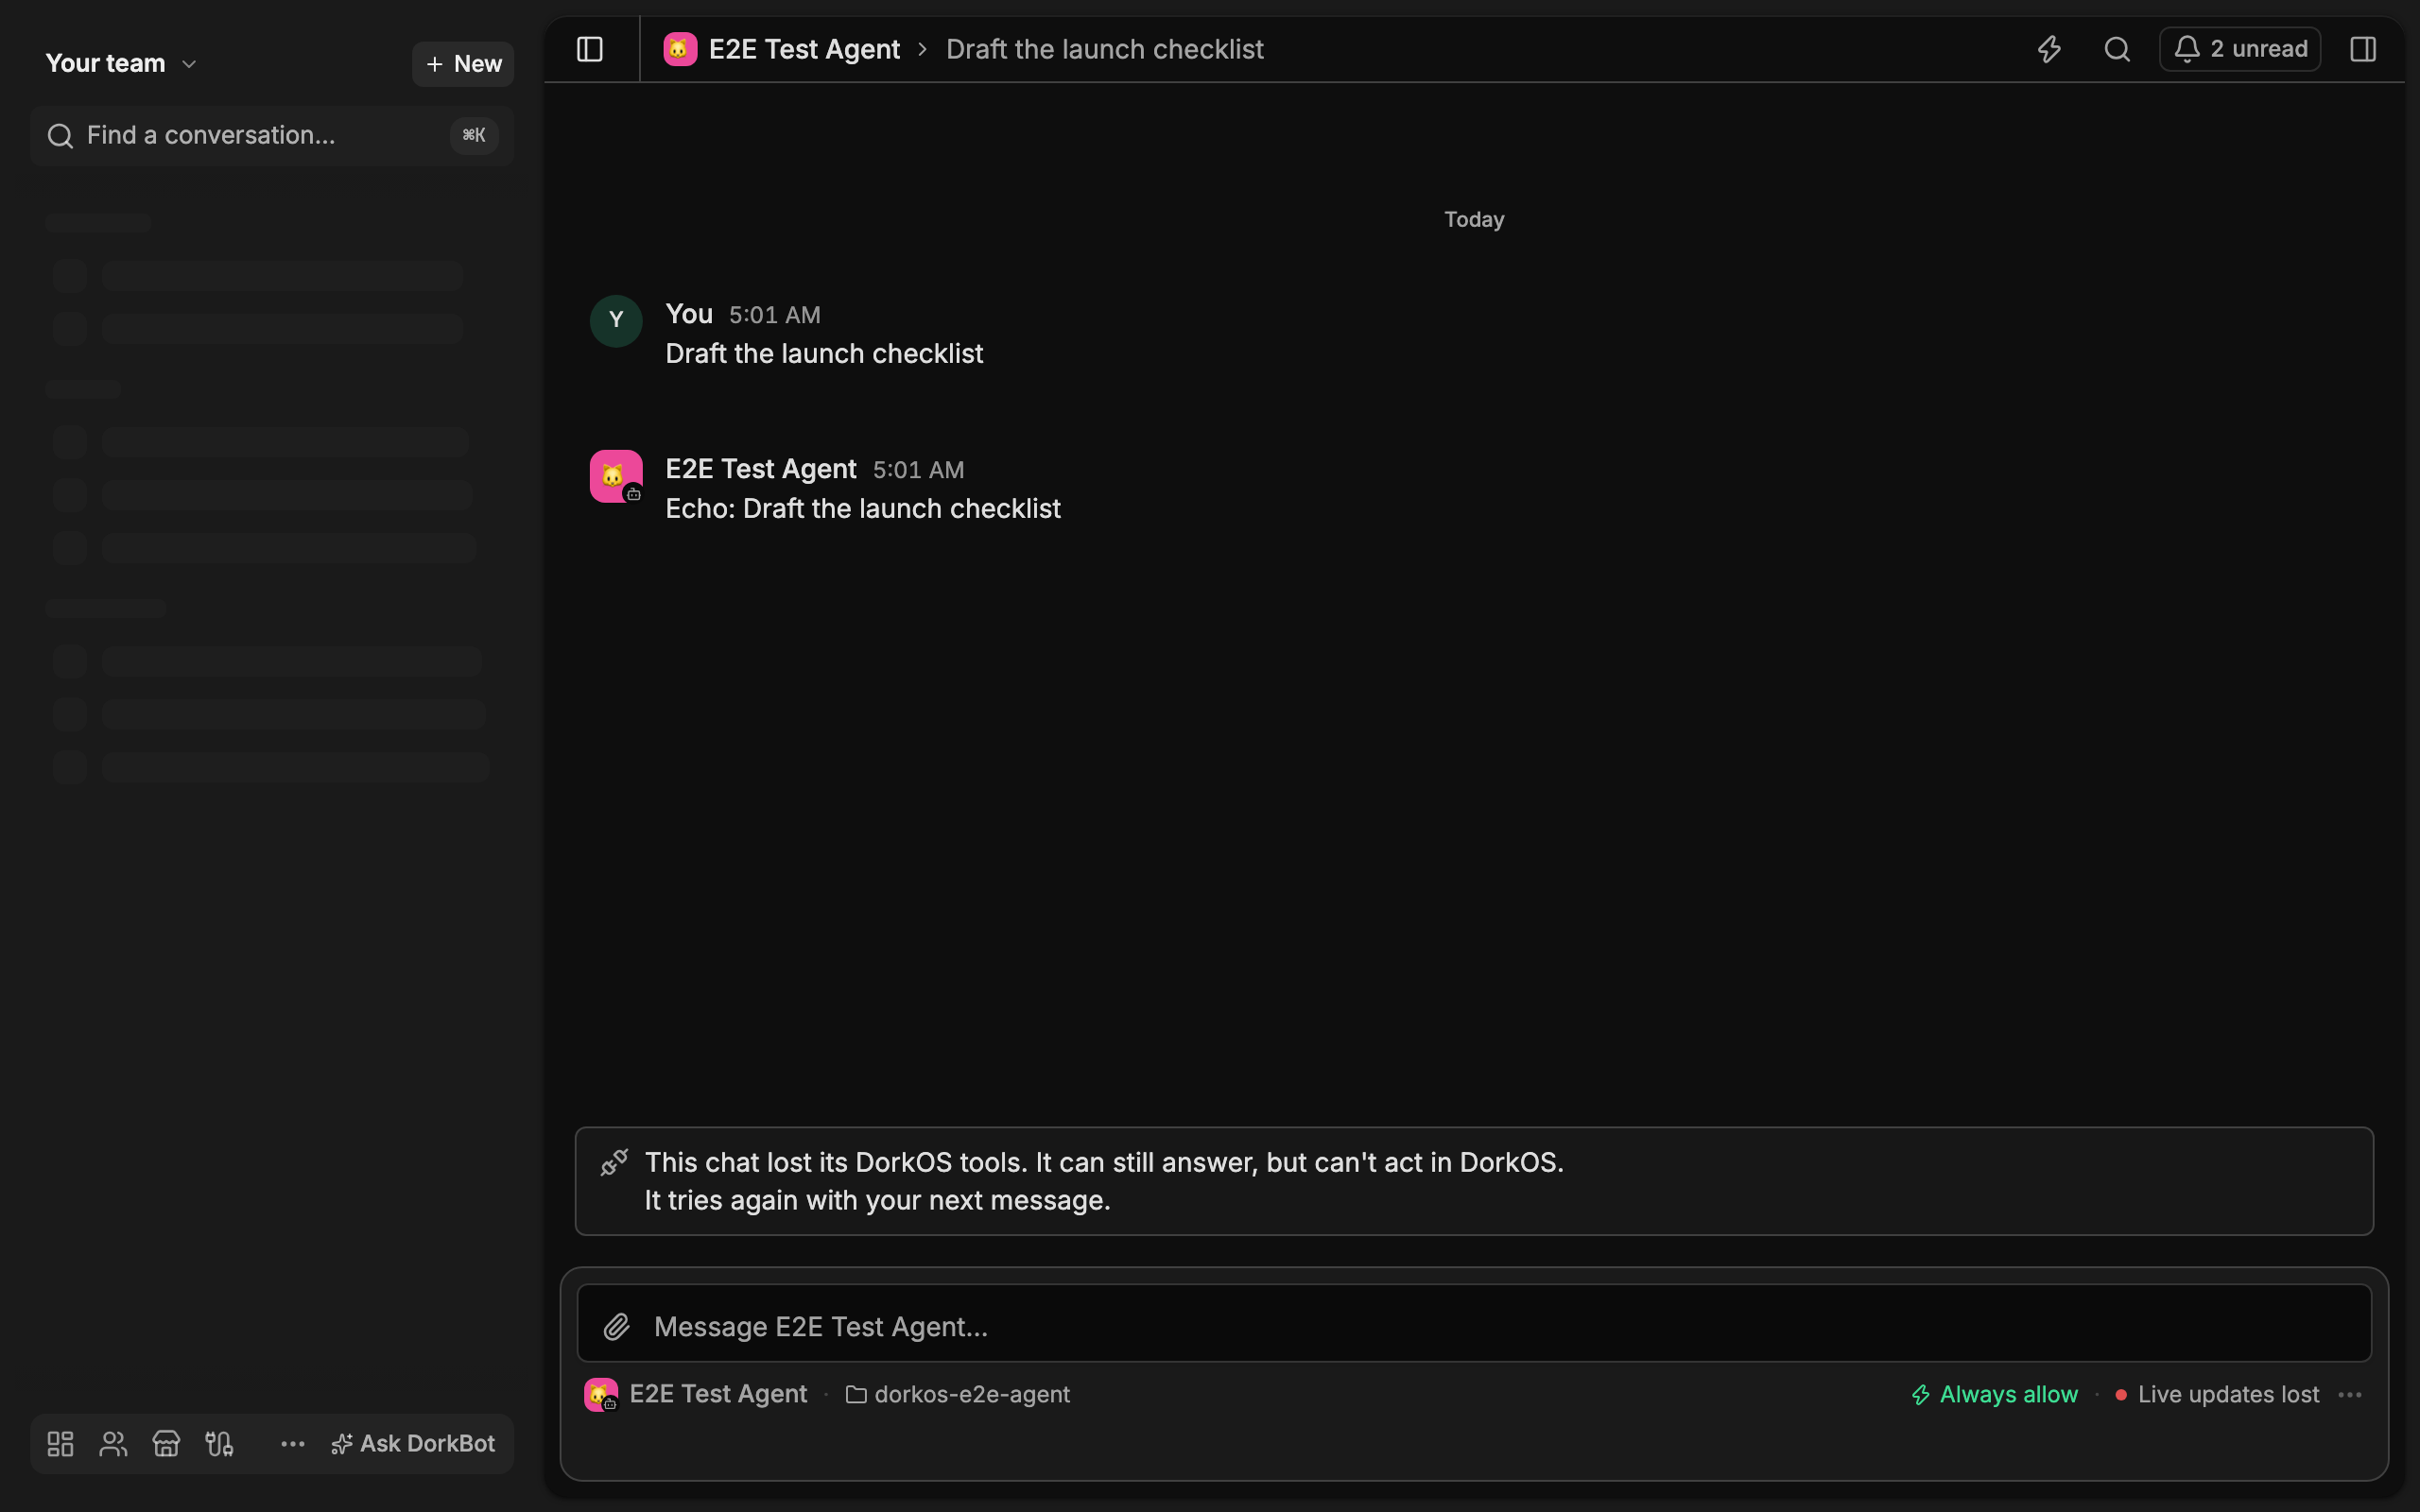 Your team
New
Find a conversation...
⌘K
E2E Test Agent
Draft the launch checklist
2 unread
Today
Y
You 5:01 AM
Draft the launch checklist
E2E Test Agent 5:01 AM
Echo: Draft the launch checklist
This chat lost its DorkOS tools. It can still answer, but can't act in DorkOS.
It tries again with your next message.
Message E2E Test Agent...
E2E Test Agent · dorkos-e2e-agent
Always allow · Live updates lost
Ask DorkBot